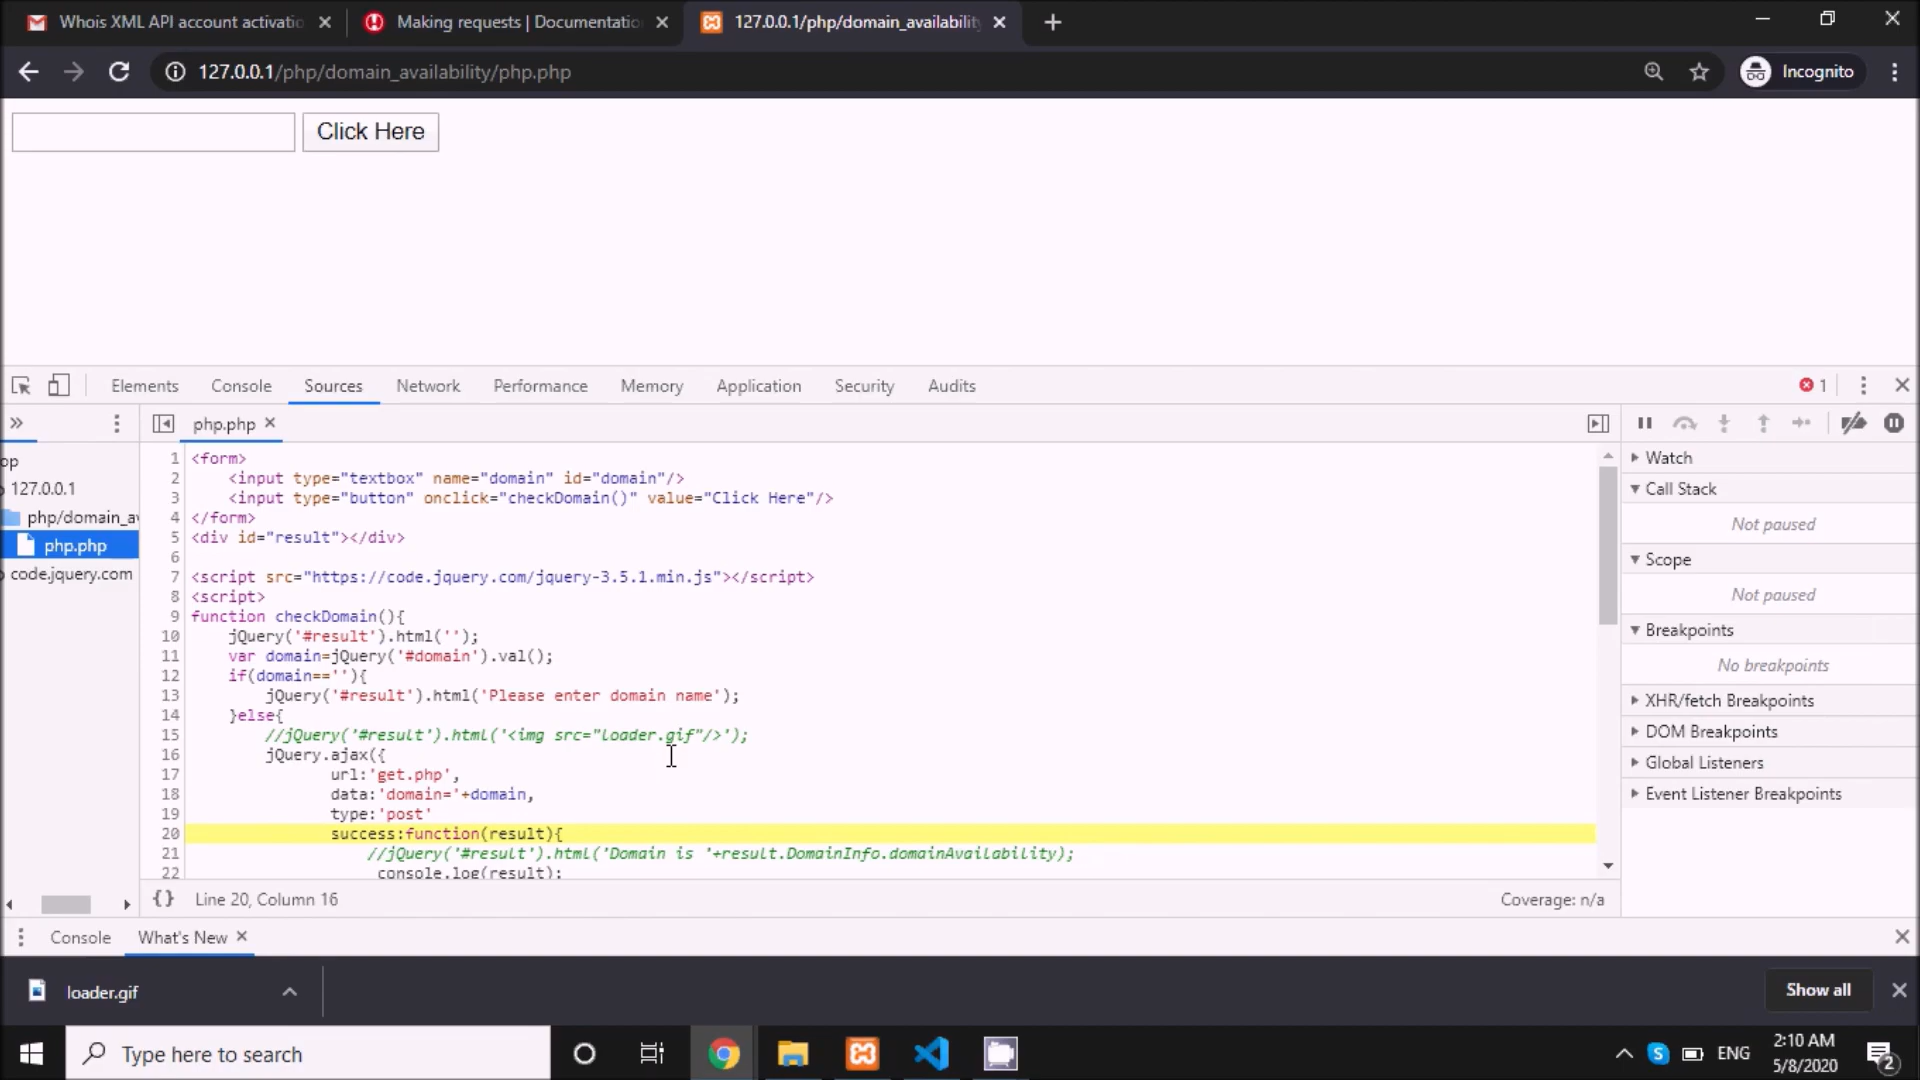 Whois XML API account activatio
Making requests | Documentatio
127.0.0.1/php/domain_availabilit
127.0.0.1/php/domain_availability/php.php
Incognito
Click Here
Elements
Console
Sources
Network
Performance
Memory
Application
Security
Audits
1
php.php
op
127.0.0.1
php/domain_a
php.php
code.jquery.com
1 <form>
2 <input type="textbox" name="domain" id="domain"/>
3 <input type="button" onclick="checkDomain()" value="Click Here"/>
4 </form>
5 <div id="result"></div>
6
7 <script src="https://code.jquery.com/jquery-3.5.1.min.js"></script>
8 <script>
9 function checkDomain(){
10 jQuery('#result').html('');
11 var domain=jQuery('#domain').val();
12 if(domain==''){
13 jQuery('#result').html('Please enter domain name');
14 }else{
15 //jQuery('#result').html('<img src="loader.gif"/>');
16 jQuery.ajax({
17 url:'get.php',
18 data:'domain='+domain,
19 type:'post'
20 success:function(result){
21 //jQuery('#result').html('Domain is '+result.DomainInfo.domainAvailability);
22 console.log(result);
Watch
Call Stack
Not paused
Scope
Not paused
Breakpoints
No breakpoints
XHR/fetch Breakpoints
DOM Breakpoints
Global Listeners
Event Listener Breakpoints
{} Line 20, Column 16
Coverage: n/a
Console
What's New
loader.gif
Show all
Type here to search
ENG
2:10 AM
5/8/2020
2